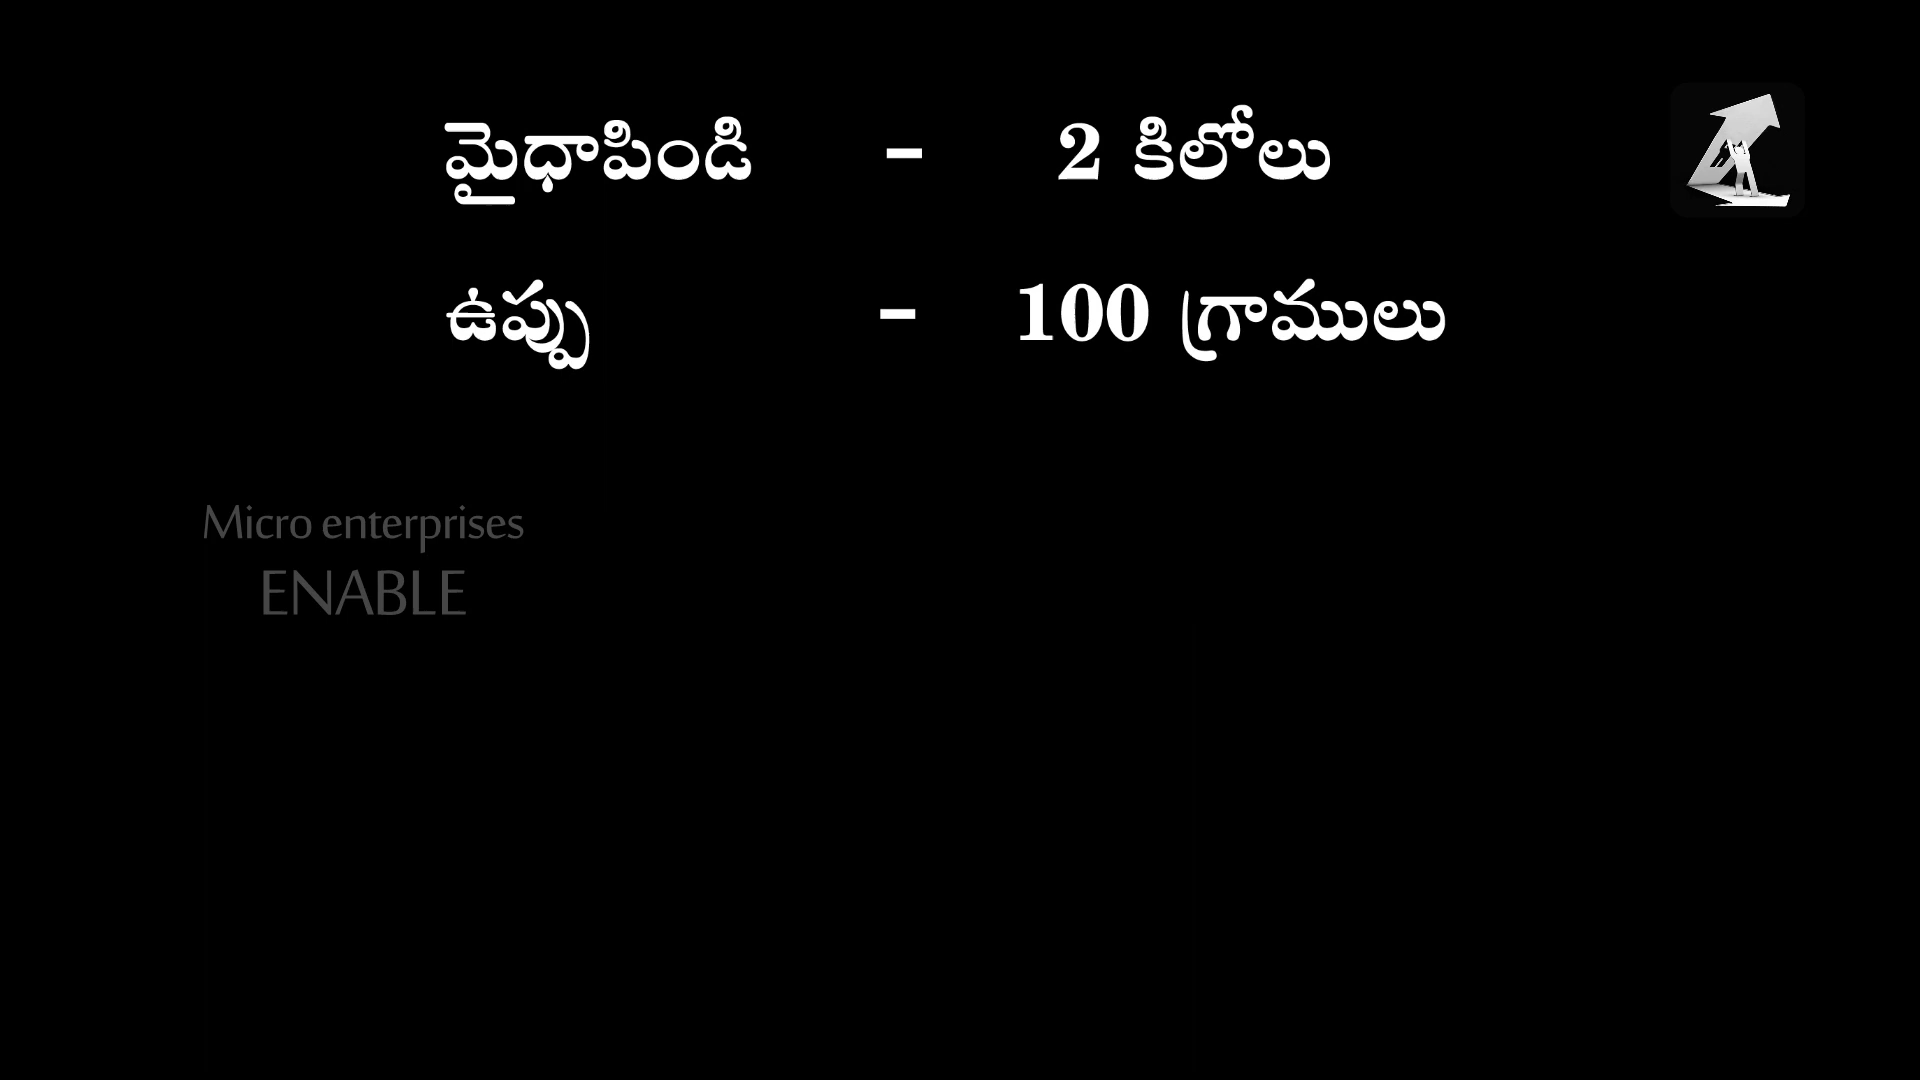 మైధాపిండి - 2 కిలోలు
ఉప్పు - 100 గ్రాములు
Micro enterprises
ENABLE